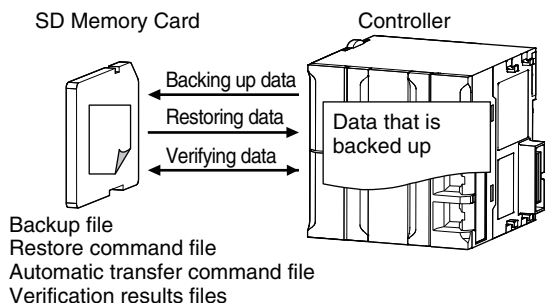 SD Memory Card
Controller
Backing up data
Restoring data
Verifying data
Data that is
backed up
Backup file
Restore command file
Automatic transfer command file
Verification results files